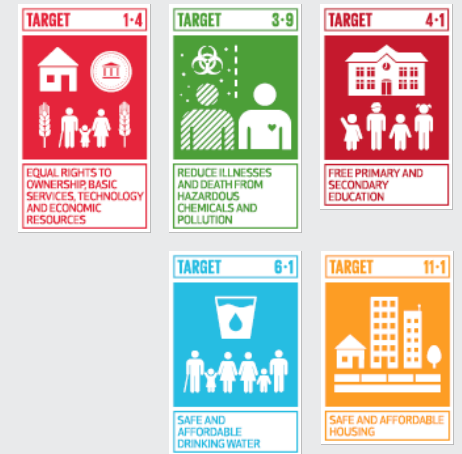 TARGET 1·4
EQUAL RIGHTS TO
OWNERSHIP, BASIC
SERVICES, TECHNOLOGY
AND ECONOMIC
RESOURCES
TARGET 3·9
REDUCE ILLNESSES
AND DEATH FROM
HAZARDOUS
CHEMICALS AND
POLLUTION
TARGET 4·1
FREE PRIMARY AND
SECONDARY
EDUCATION
TARGET 6·1
SAFE AND
AFFORDABLE
DRINKING WATER
TARGET 11·1
SAFE AND AFFORDABLE
HOUSING